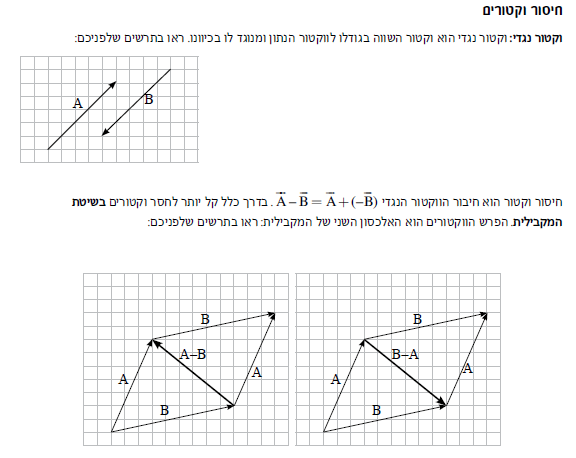 חיסור וקטורים
וקטור נגדי: וקטור נגדי הוא וקטור השווה בגודלו לווקטור הנתון ומנוגד לו בכיוונו. ראו בתרשים שלפניכם:
A
B
חיסור וקטור הוא חיבור הווקטור הנגדי A⃗ − B⃗ = A⃗ + (−B⃗) . בדרך כלל קל יותר לחסר וקטורים בשיטת
המקבילית. הפרש הווקטורים הוא האלכסון השני של המקבילית: ראו בתרשים שלפניכם:
B
A–B
A
A
B
B
B–A
A
A
B